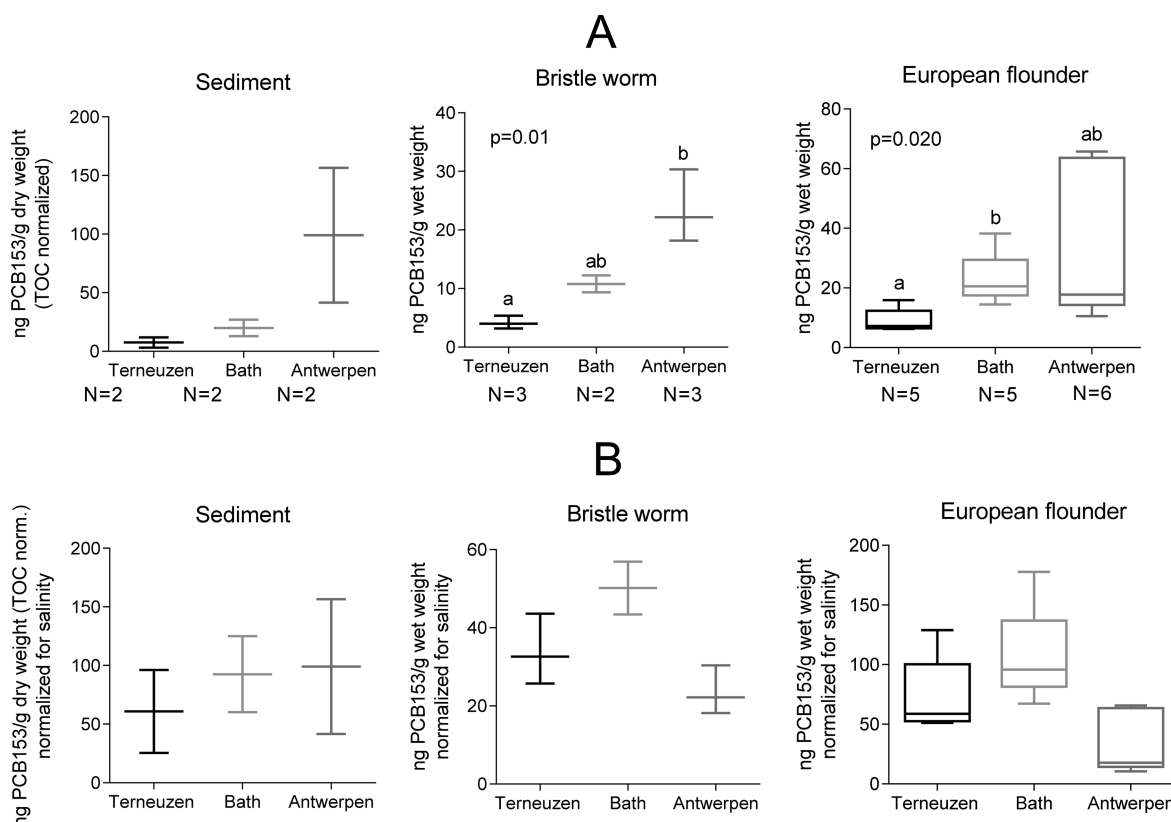 A
Sediment
ng PCB153/g dry weight
(TOC normalized)
200
150
100
50
0
Terneuzen Bath Antwerpen
N=2 N=2 N=2
Bristle worm
ng PCB153/g wet weight
40
30
20
10
0
p=0.01
a
ab
b
Terneuzen Bath Antwerpen
N=3 N=2 N=3
European flounder
ng PCB153/g wet weight
80
60
40
20
0
p=0.020
a
b
ab
Terneuzen Bath Antwerpen
N=5 N=5 N=6
B
Sediment
ng PCB153/g dry weight (TOC norm.)
normalized for salinity
200
150
100
50
0
Terneuzen Bath Antwerpen
Bristle worm
ng PCB153/g wet weight
normalized for salinity
60
40
20
0
Terneuzen Bath Antwerpen
European flounder
ng PCB153/g wet weight
normalized for salinity
200
150
100
50
0
Terneuzen Bath Antwerpen